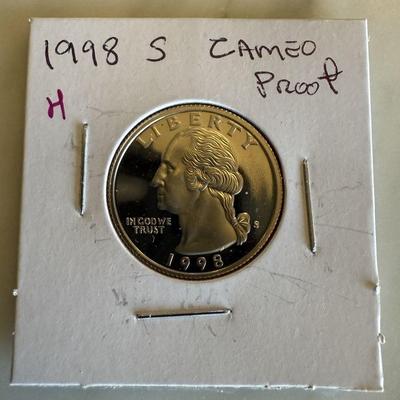 1998 S CAMEO
PROOF
H
LIBERTY
IN GOD WE
TRUST
S
1998